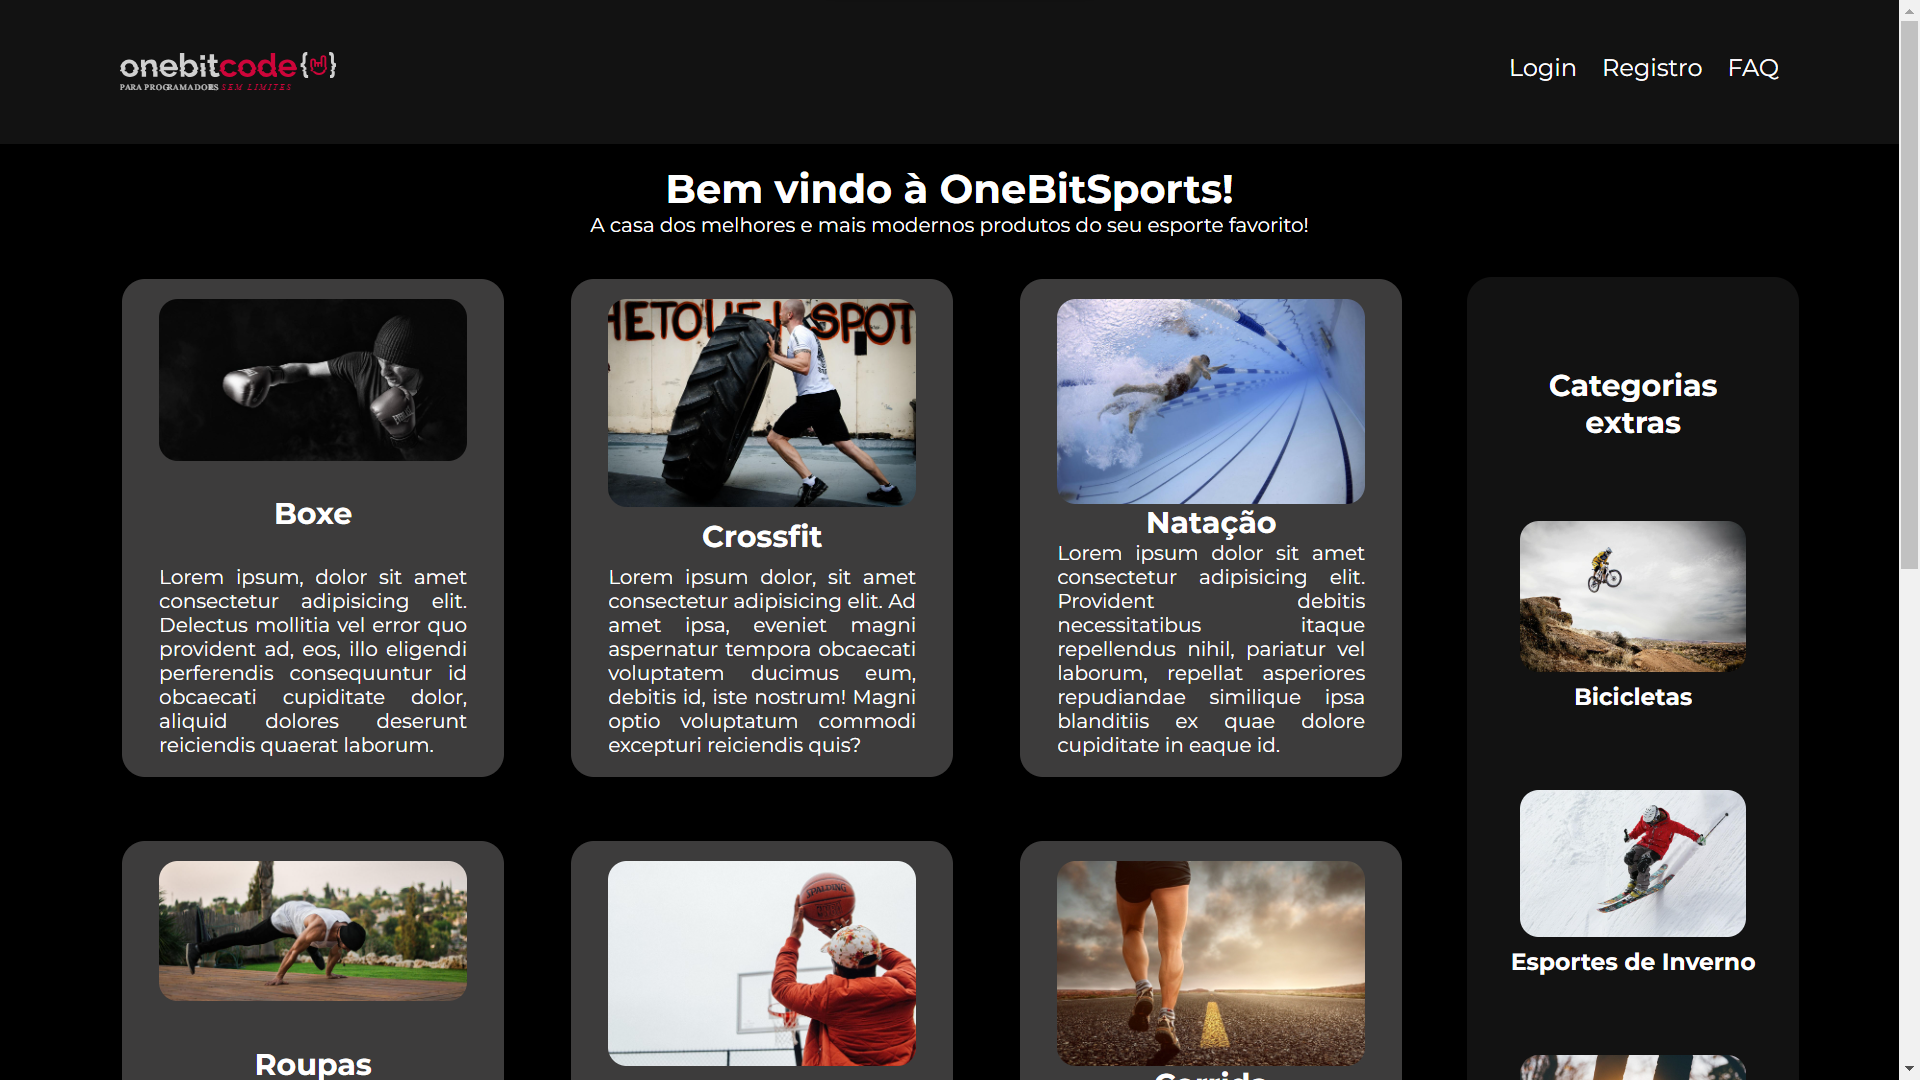 onebitcode{}
PARA PROGRAMADORES SEM LIMITES
Login Registro FAQ
Bem vindo à OneBitSports!
A casa dos melhores e mais modernos produtos do seu esporte favorito!
Boxe
Lorem ipsum, dolor sit amet
consectetur adipisicing elit.
Delectus mollitia vel error quo
provident ad, eos, illo eligendi
perferendis consequuntur id
obcaecati cupiditate dolor,
aliquid dolores deserunt
reiciendis quaerat laborum.
SPOT
Crossfit
Lorem ipsum dolor, sit amet
consectetur adipisicing elit. Ad
amet ipsa, eveniet magni
aspernatur tempora obcaecati
voluptatem ducimus eum,
debitis id, iste nostrum! Magni
optio voluptatum commodi
excepturi reiciendis quis?
Natação
Lorem ipsum dolor sit amet
consectetur adipisicing elit.
Provident debitis
necessitatibus itaque
repellendus nihil, pariatur vel
laborum, repellat asperiores
repudiandae similique ipsa
blanditiis ex quae dolore
cupiditate in eaque id.
Categorias
extras
Bicicletas
Esportes de Inverno
Roupas
SPALDING
Corrida